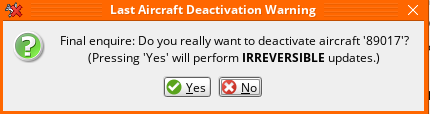 Last Aircraft Deactivation Warning
Final enquire: Do you really want to deactivate aircraft '89017'?
(Pressing 'Yes' will perform IRREVERSIBLE updates.)
Yes No